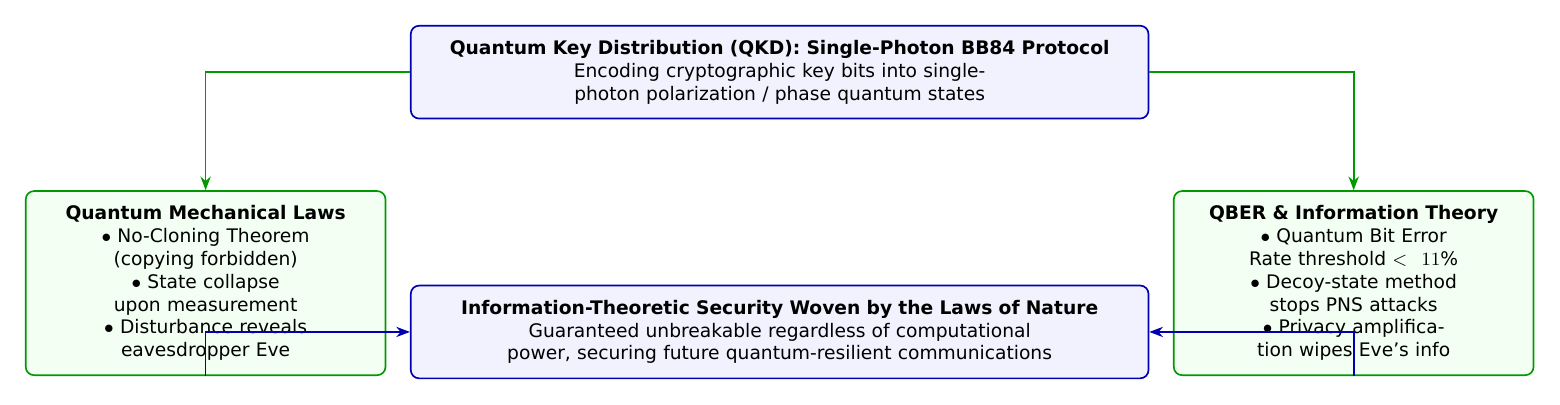 Quantum Key Distribution (QKD): Single-Photon BB84 Protocol
Encoding cryptographic key bits into single-
photon polarization / phase quantum states
Quantum Mechanical Laws
• No-Cloning Theorem
(copying forbidden)
• State collapse
upon measurement
• Disturbance reveals
eavesdropper Eve
QBER & Information Theory
• Quantum Bit Error
Rate threshold < 11%
• Decoy-state method
stops PNS attacks
• Privacy amplifica-
tion wipes Eve’s info
Information-Theoretic Security Woven by the Laws of Nature
Guaranteed unbreakable regardless of computational
power, securing future quantum-resilient communications